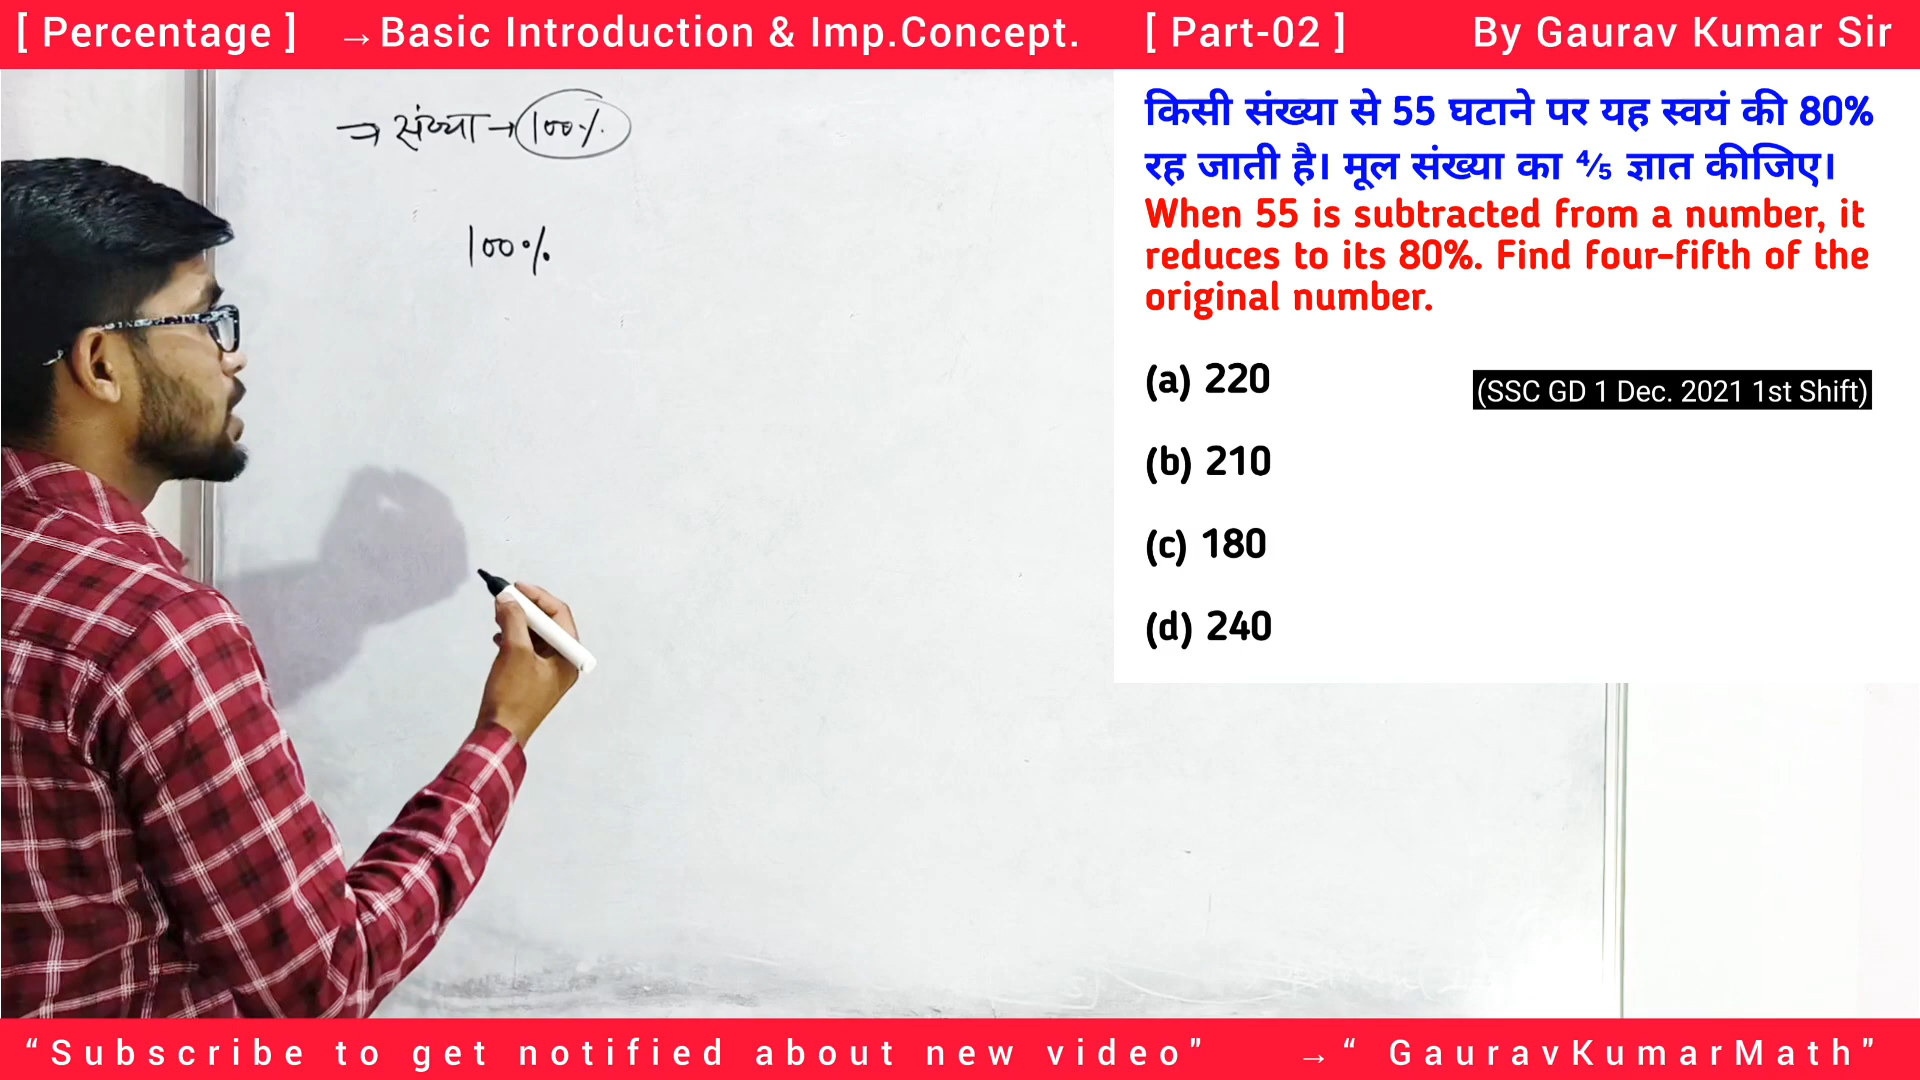 [ Percentage ] →Basic Introduction & Imp.Concept. [ Part-02 ] By Gaurav Kumar Sir
⇒ संख्या → 100%
100%
किसी संख्या से 55 घटाने पर यह स्वयं की 80%
रह जाती है। मूल संख्या का ⅘ ज्ञात कीजिए।
When 55 is subtracted from a number, it
reduces to its 80%. Find four-fifth of the
original number.
(a) 220
(SSC GD 1 Dec. 2021 1st Shift)
(b) 210
(c) 180
(d) 240
“Subscribe to get notified about new video" →“ GauravKumarMath"